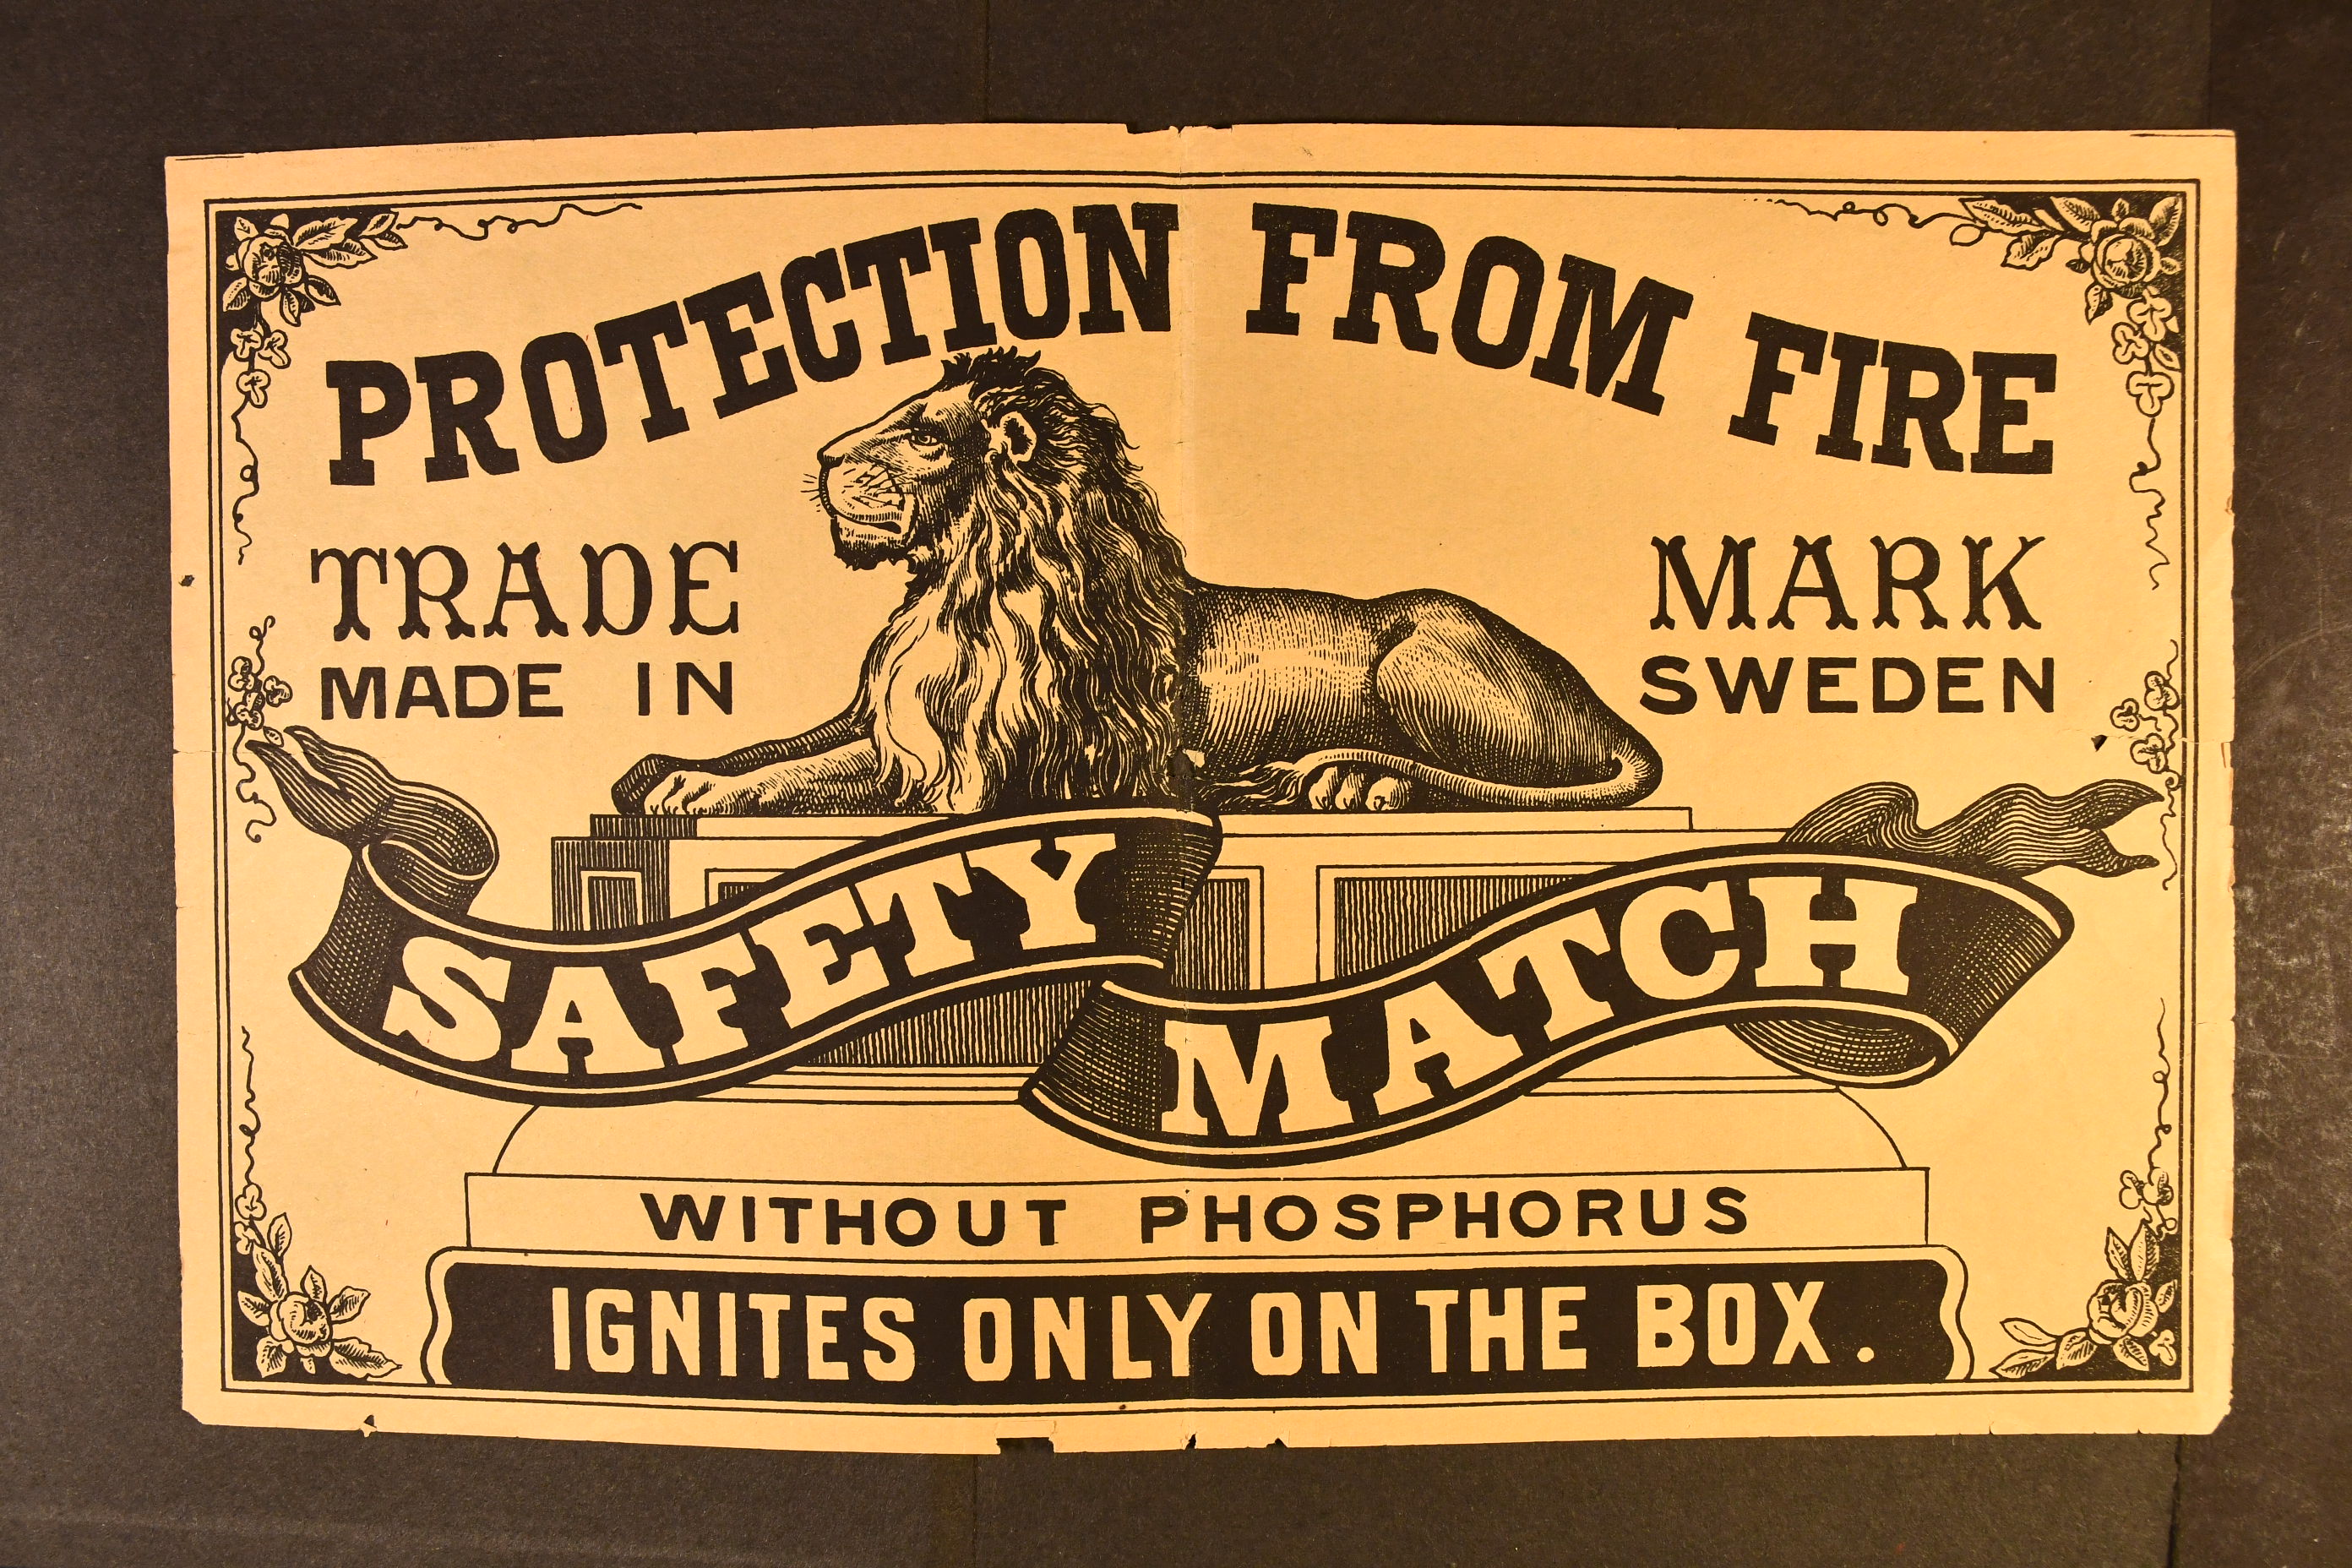 PROTECTION FROM FIRE
TRADE MARK
MADE IN SWEDEN
SAFETY MATCH
WITHOUT PHOSPHORUS
IGNITES ONLY ON THE BOX.